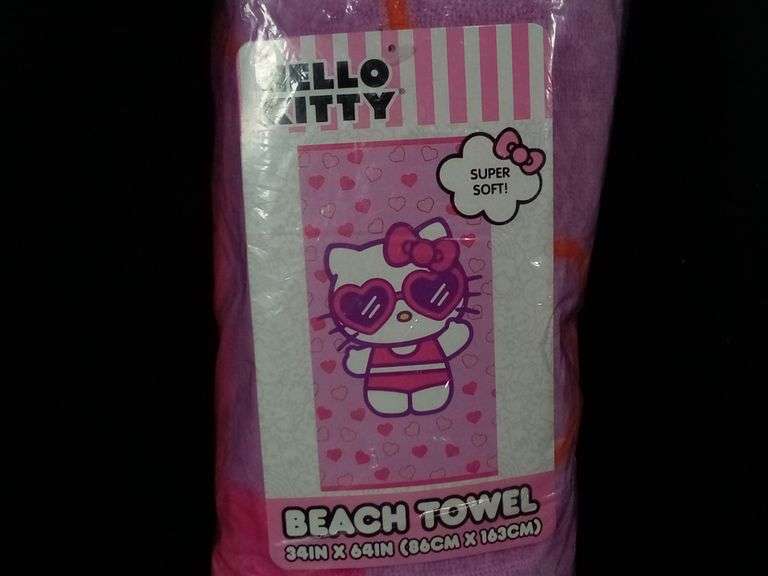 HELLO
KITTY
SUPER
SOFT!
BEACH TOWEL
34IN X 64IN (86CM X 163CM)